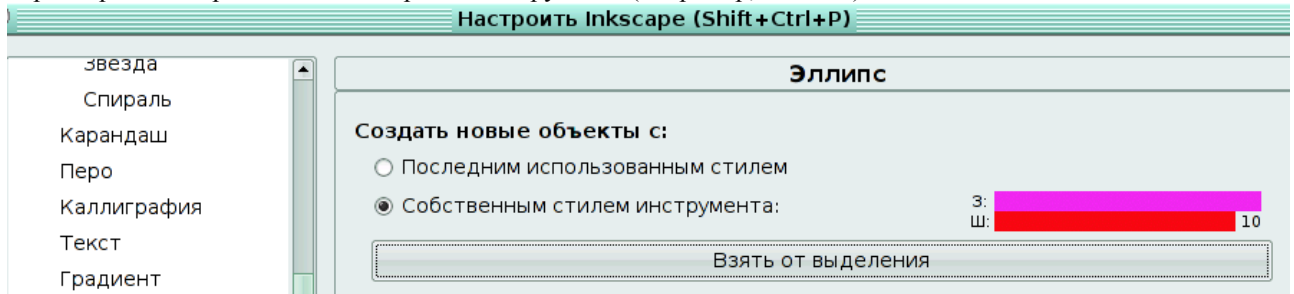 Настроить Inkscape (Shift+Ctrl+P)
Звезда
Спираль
Карандаш
Перо
Каллиграфия
Текст
Градиент
Эллипс
Создать новые объекты с:
Последним использованным стилем
Собственным стилем инструмента:
З:
Ш: 10
Взять от выделения